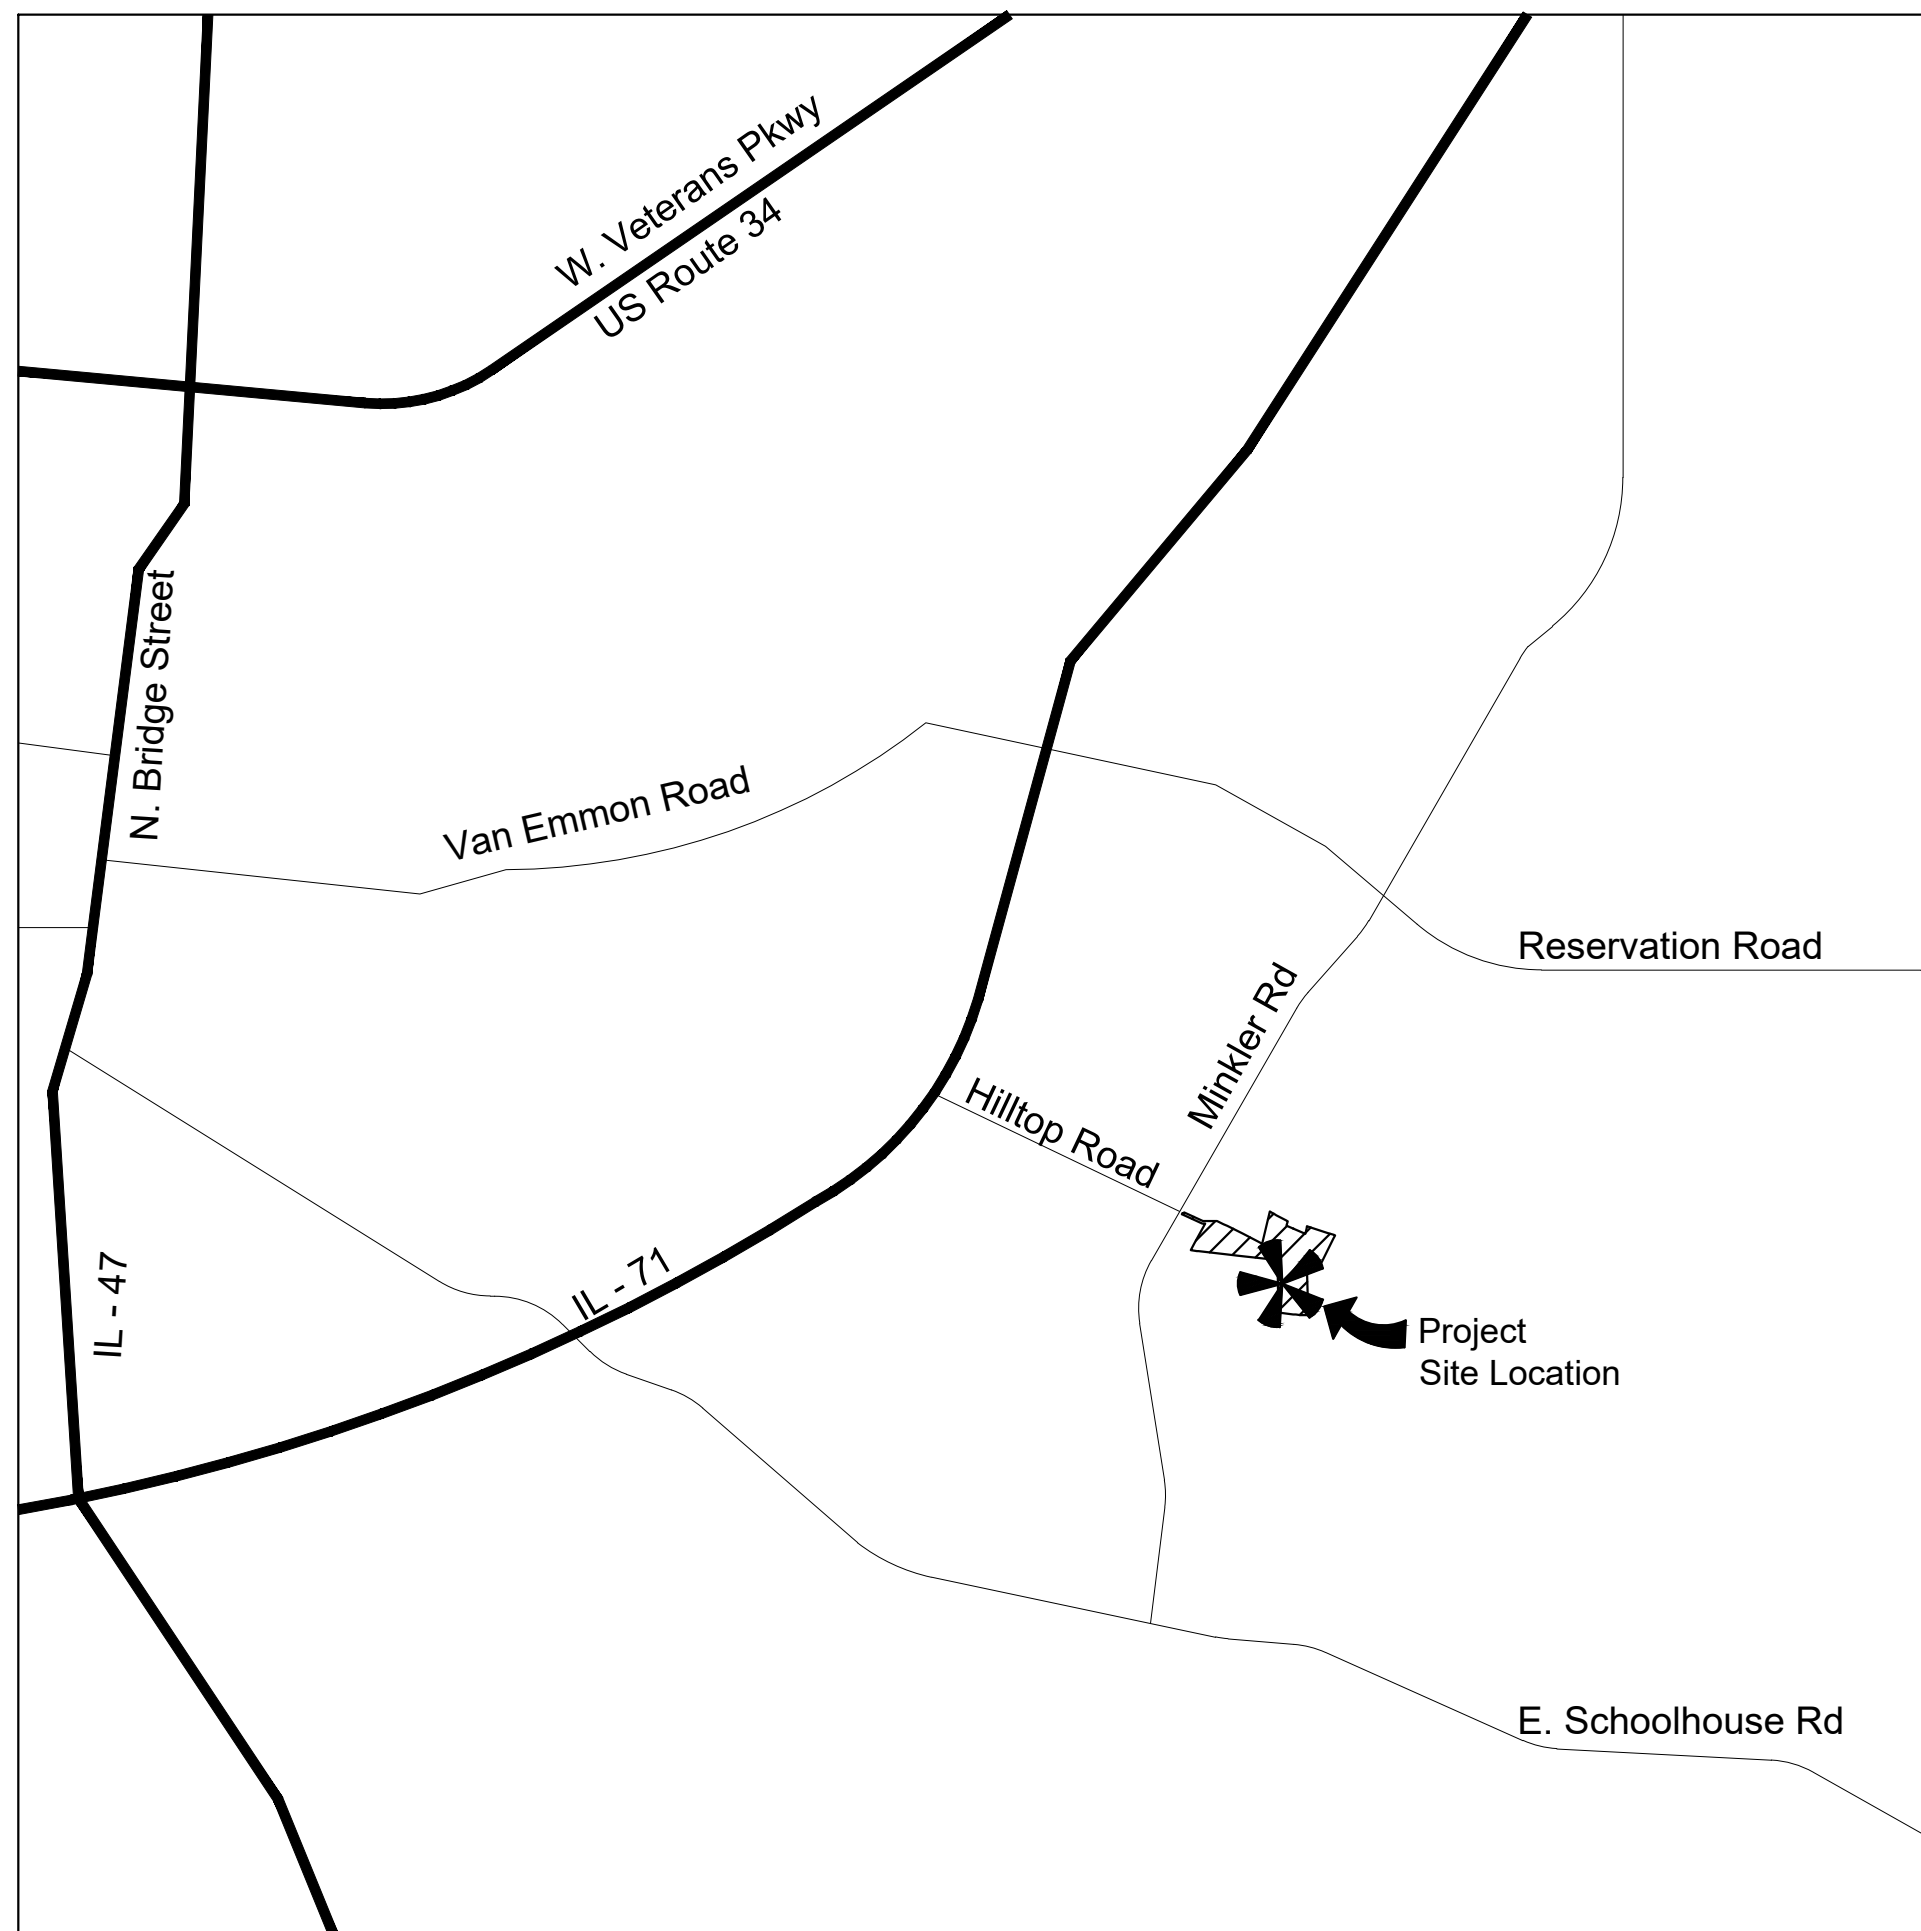 W. Veterans Pkwy
US Route 34
N. Bridge Street
Van Emmon Road
Reservation Road
Minkler Rd
Hilltop Road
IL - 47
IL - 71
Project
Site Location
E. Schoolhouse Rd